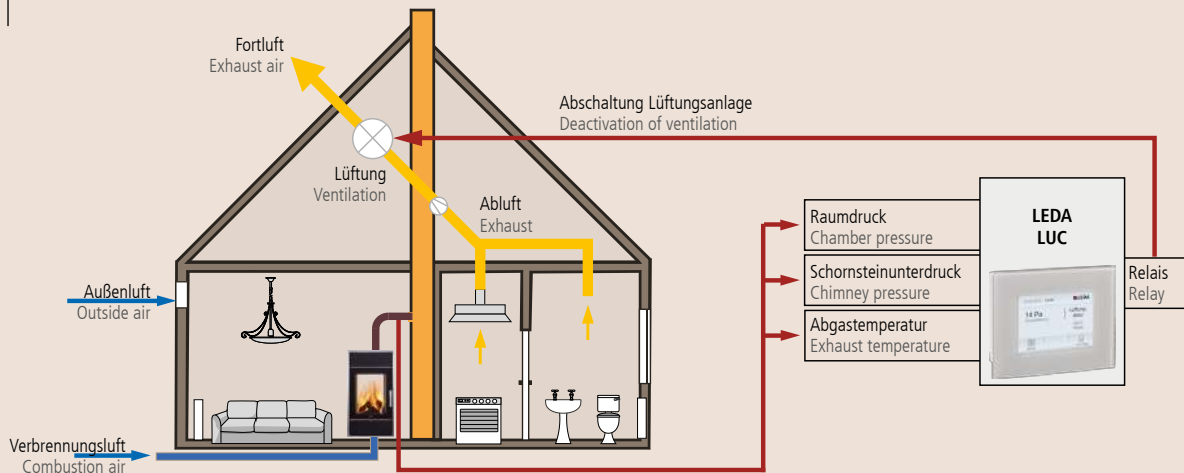 Fortluft
Exhaust air
Abschaltung Lüftungsanlage
Deactivation of ventilation
Lüftung
Ventilation
Abluft
Exhaust
Raumdruck
Chamber pressure
LEDA
LUC
Schornsteinunterdruck
Chimney pressure
Relais
Relay
Außenluft
Outside air
14 Pa
Abgastemperatur
Exhaust temperature
Verbrennungsluft
Combustion air